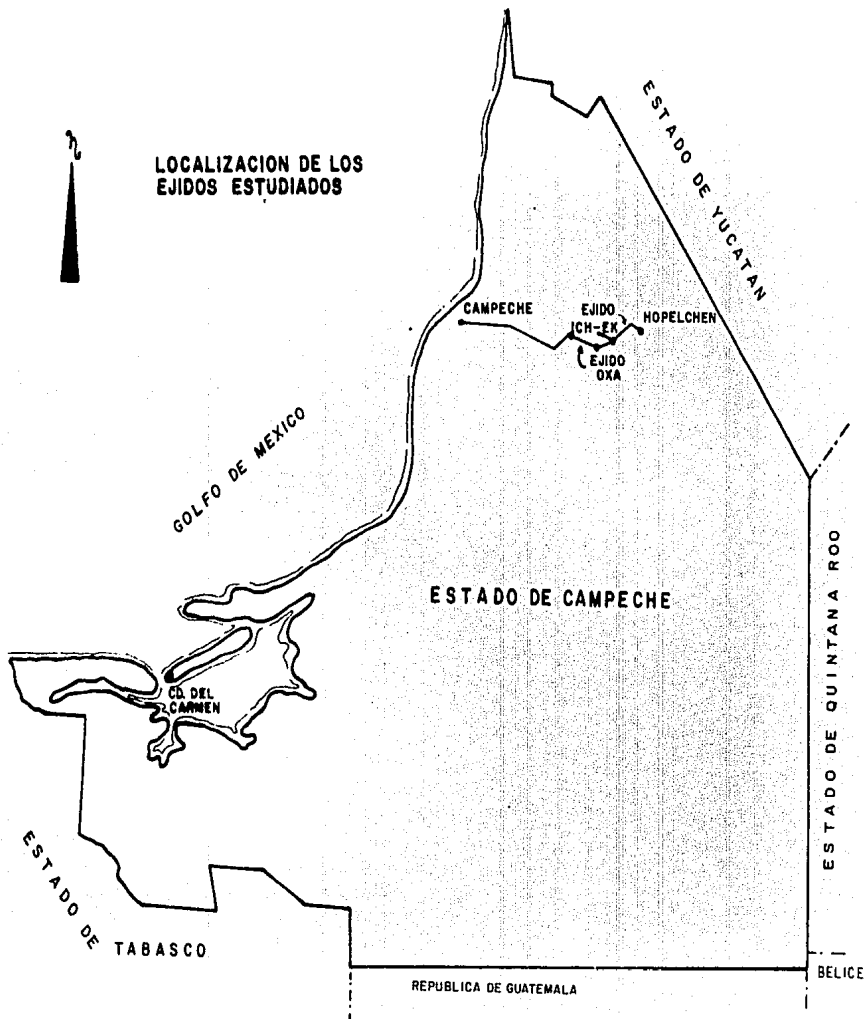 ESTADO DE YUCATAN
n
LOCALIZACION DE LOS
EJIDOS ESTUDIADOS
CAMPECHE
EJIDO
ICH-EK
HOPELCHEN
EJIDO
OXA
GOLFO DE MEXICO
ESTADO DE CAMPECHE
ESTADO DE QUINTANA ROO
CD. DEL
CARMEN
ESTADO DE
TABASCO
BELICE
REPUBLICA DE GUATEMALA